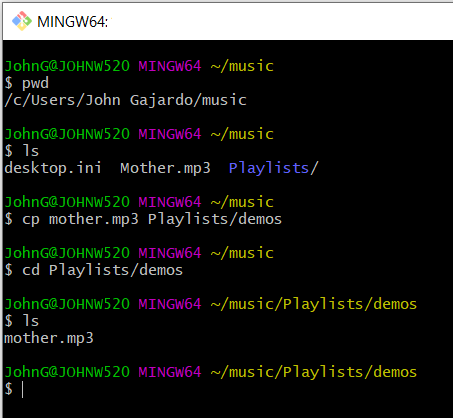 MINGW64:
JohnG@JOHNW520 MINGW64 ~/music
$ pwd
/c/Users/John Gajardo/music
JohnG@JOHNW520 MINGW64 ~/music
$ ls
desktop.ini  Mother.mp3  Playlists/
JohnG@JOHNW520 MINGW64 ~/music
$ cp mother.mp3 Playlists/demos
JohnG@JOHNW520 MINGW64 ~/music
$ cd Playlists/demos
JohnG@JOHNW520 MINGW64 ~/music/Playlists/demos
$ ls
mother.mp3
JohnG@JOHNW520 MINGW64 ~/music/Playlists/demos
$